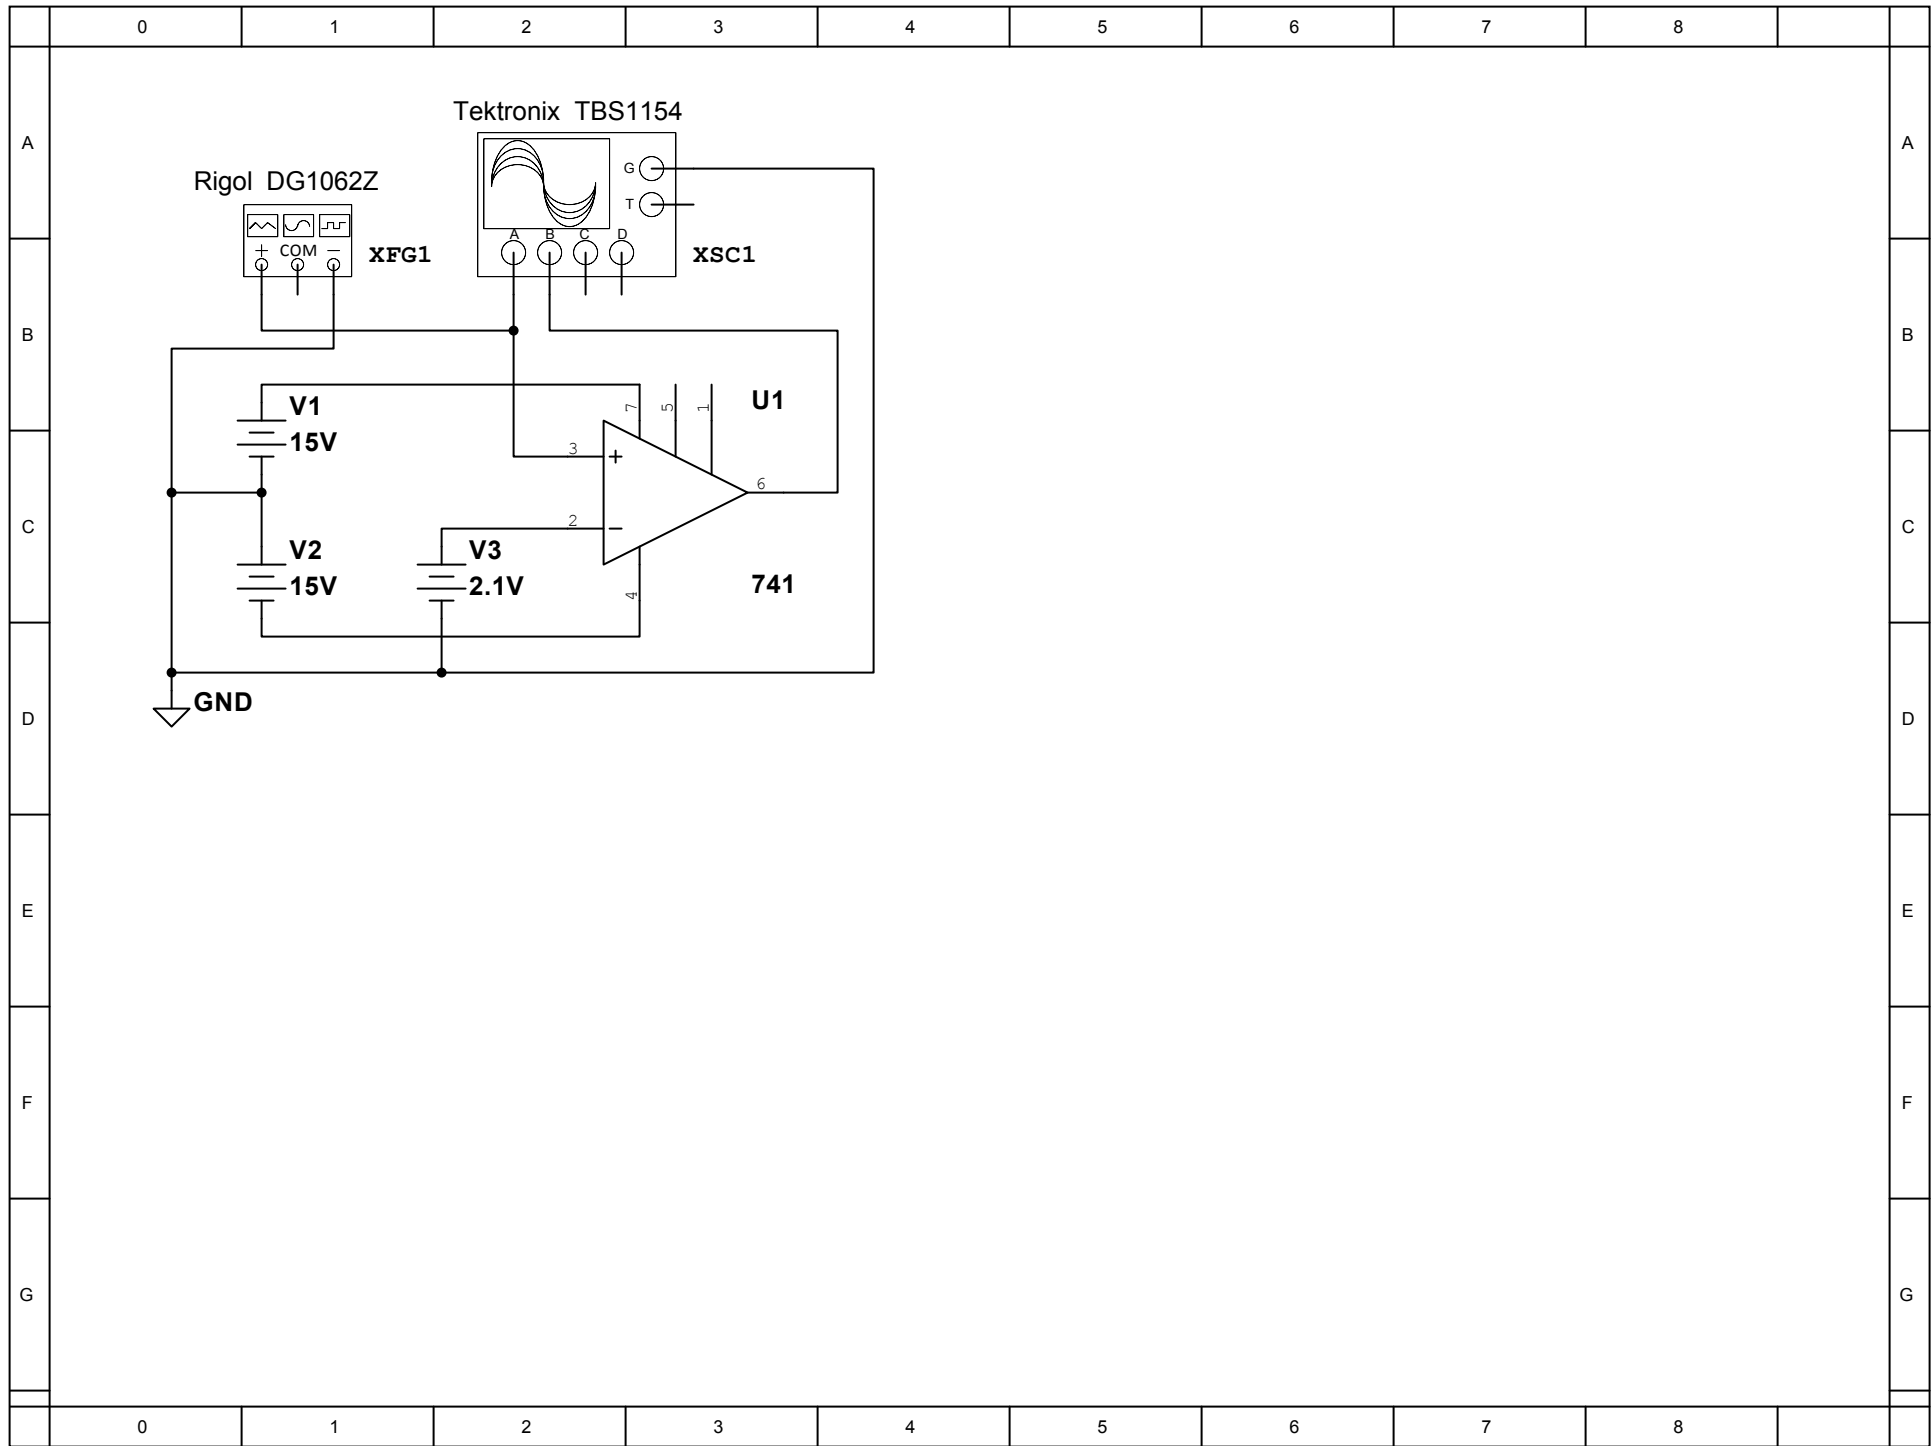 0 1 2 3 4 5 6 7 8
Tektronix TBS1154
A A
G
Rigol DG1062Z
T
A B C D
+ COM −
XFG1
XSC1
B B
V1
15V
7 5 1
U1
3
+
6
C C
2
−
V2
15V
V3
2.1V
4
741
GND
D D
E E
F F
G G
0 1 2 3 4 5 6 7 8